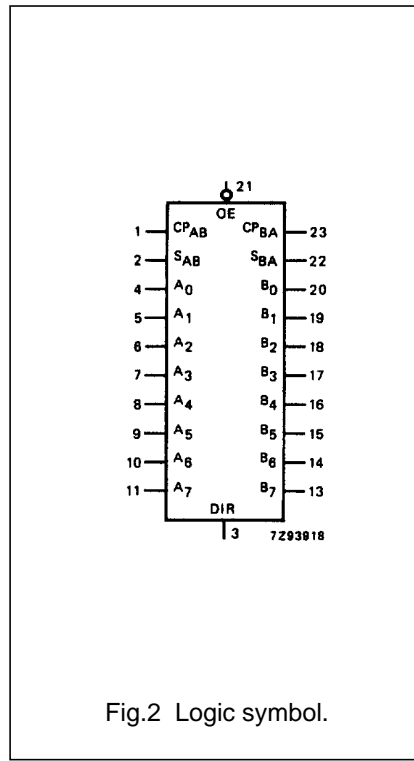 21
OE
1 CPAB CPBA 23
2 SAB SBA 22
4 A0 B0 20
5 A1 B1 19
6 A2 B2 18
7 A3 B3 17
8 A4 B4 16
9 A5 B5 15
10 A6 B6 14
11 A7 B7 13
DIR
3 7Z93918
Fig.2 Logic symbol.